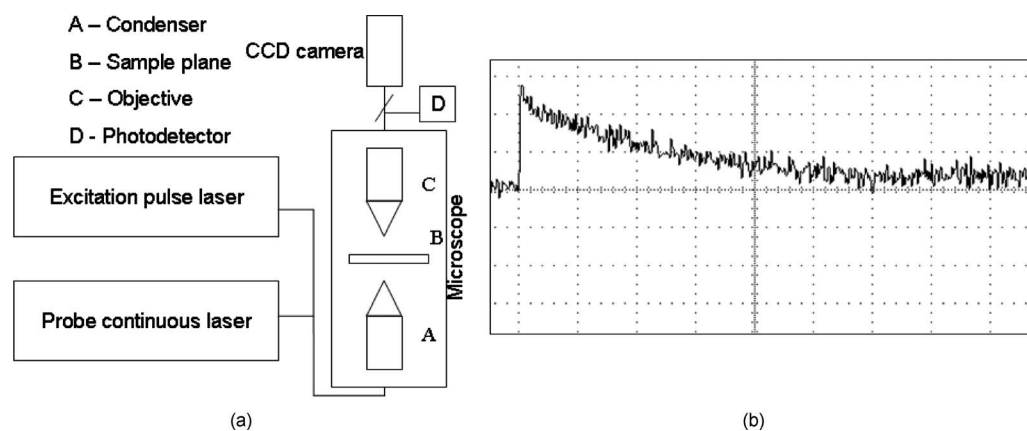 A – Condenser
B – Sample plane
C – Objective
D - Photodetector
CCD camera
D
Excitation pulse laser
Probe continuous laser
C
B
A
Microscope
(a)
(b)